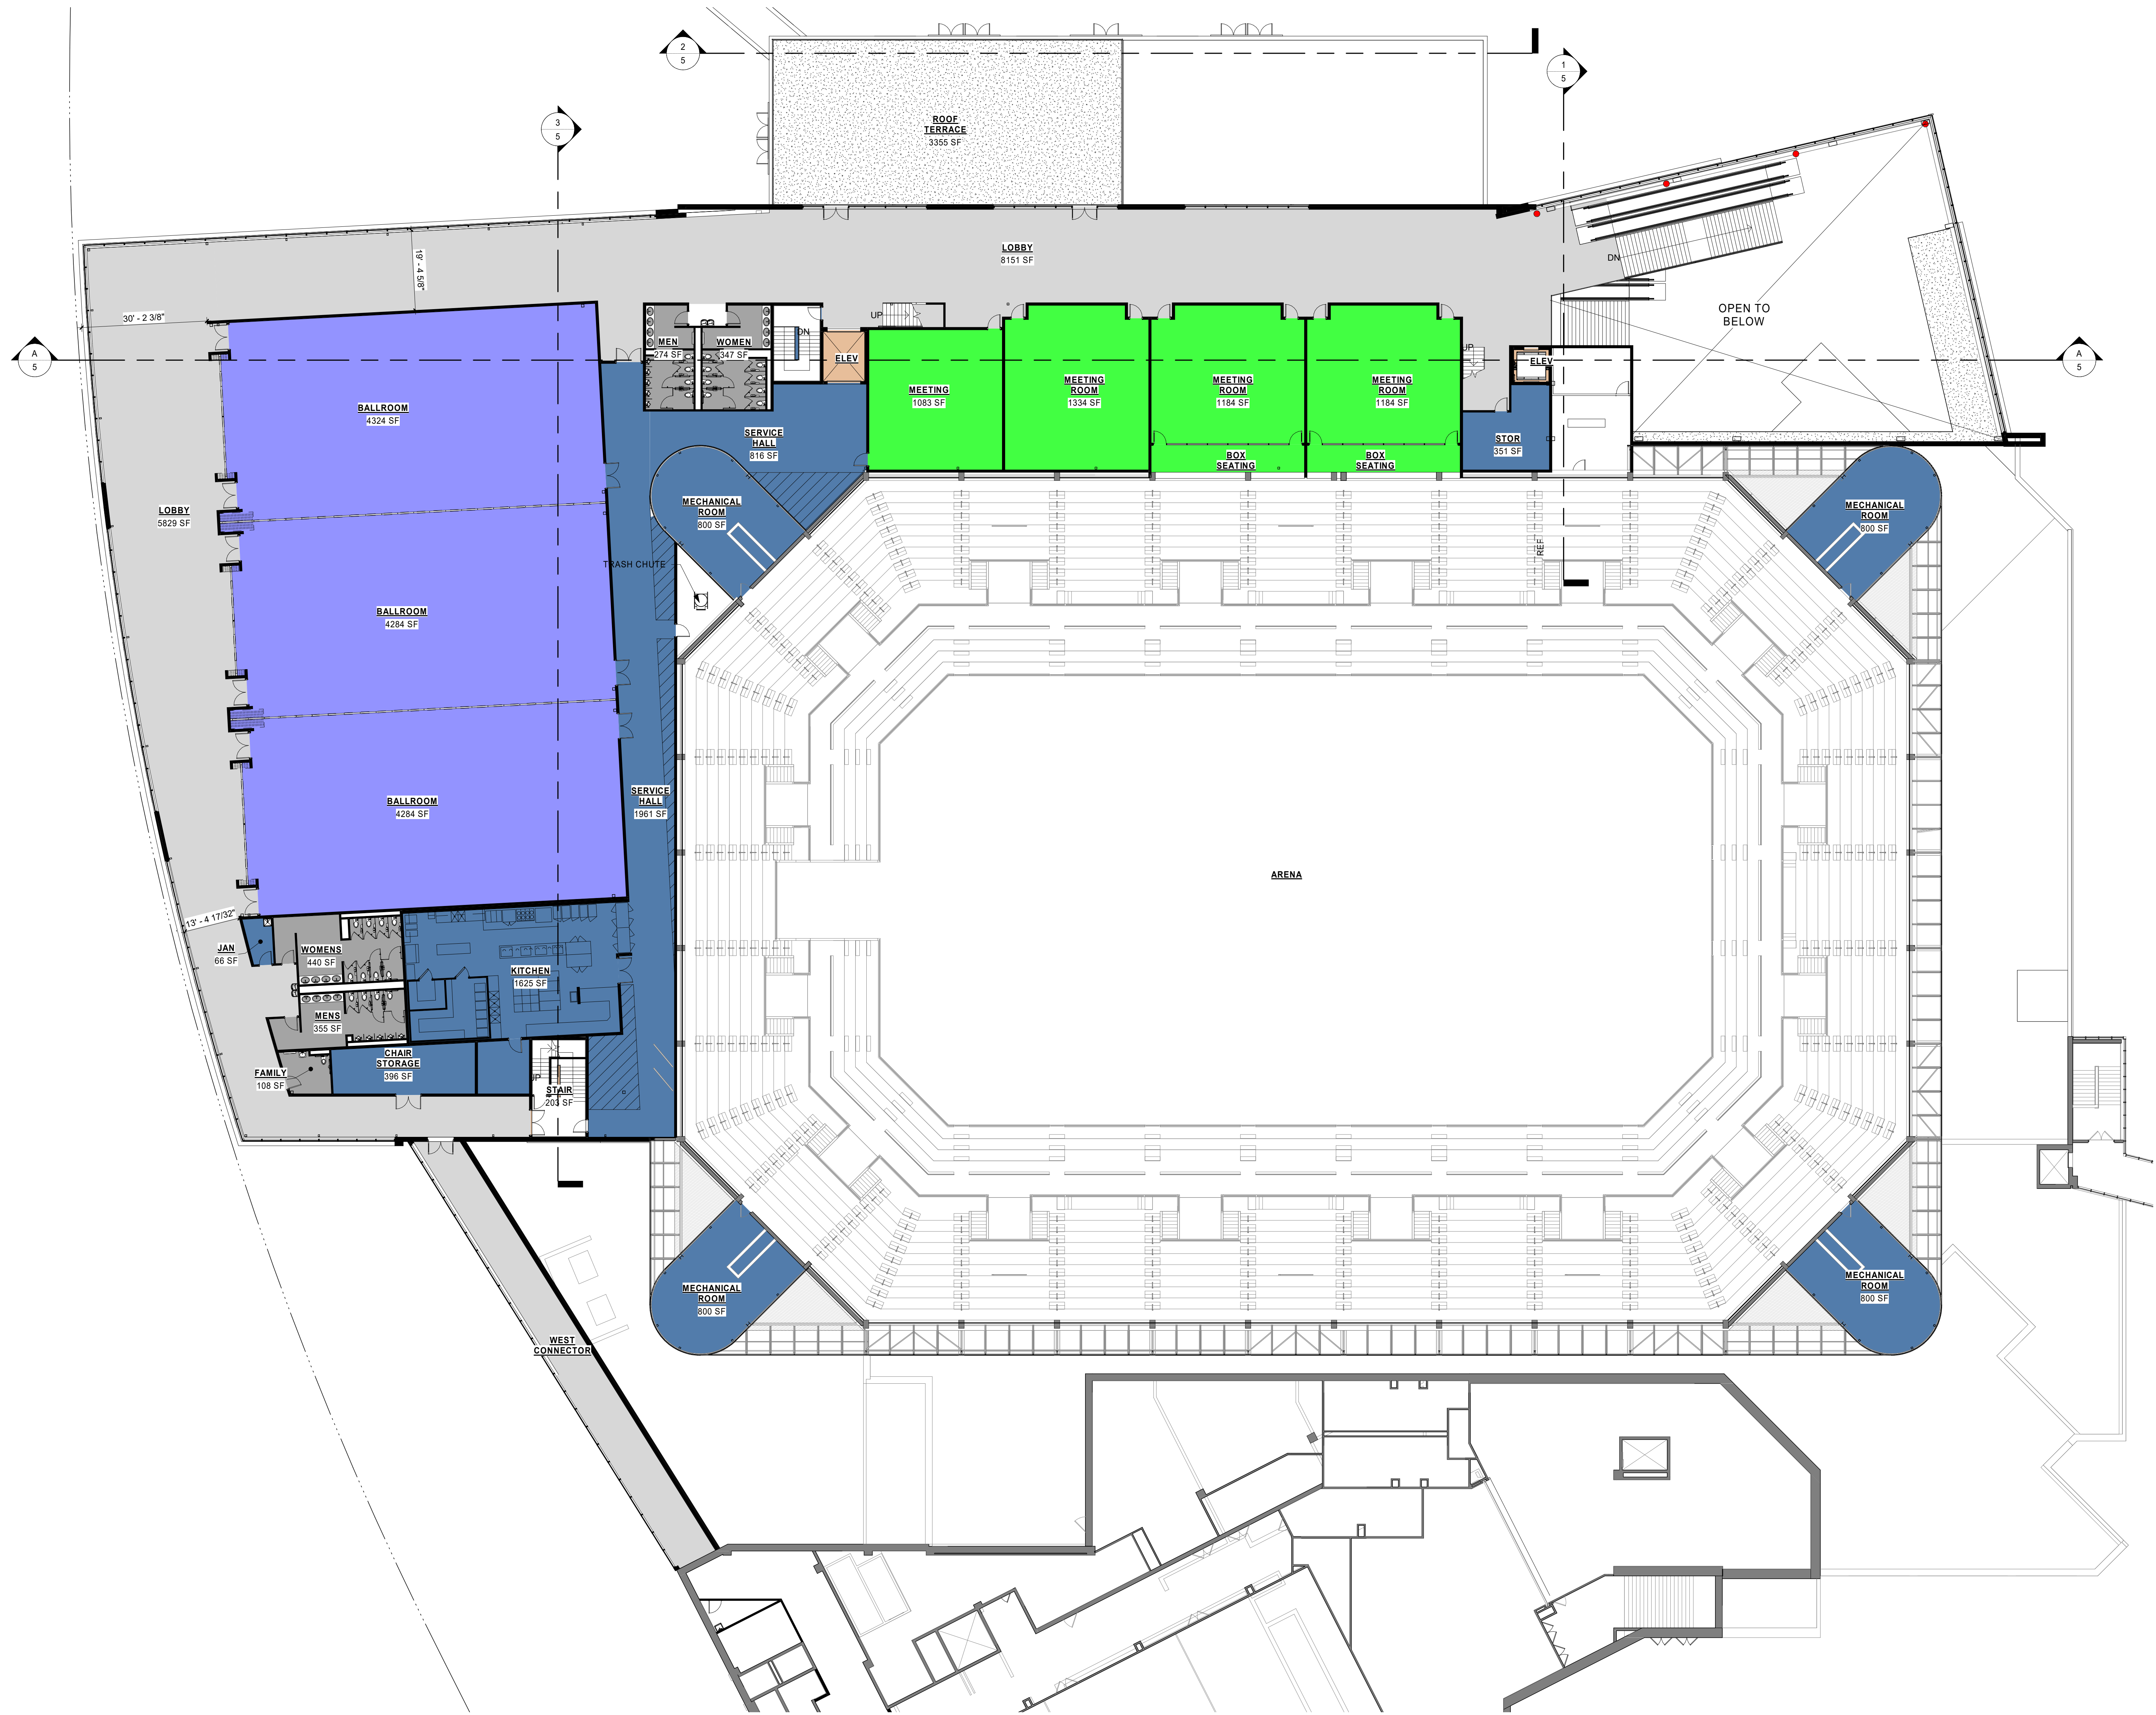 2
5
1
5
3
5
ROOF
TERRACE
3355 SF
LOBBY
8151 SF
19' - 4 5/8"
DN
30' - 2 3/8"
OPEN TO
BELOW
UP
DN
MEN
274 SF
WOMEN
347 SF
ELEV
UP
ELEV
A
5
A
5
MEETING
1083 SF
MEETING
ROOM
1334 SF
MEETING
ROOM
1184 SF
MEETING
ROOM
1184 SF
BALLROOM
4324 SF
SERVICE
HALL
816 SF
STOR
351 SF
BOX
SEATING
BOX
SEATING
LOBBY
5829 SF
MECHANICAL
ROOM
800 SF
MECHANICAL
ROOM
800 SF
REF
TRASH CHUTE
BALLROOM
4284 SF
SERVICE
HALL
1961 SF
BALLROOM
4284 SF
ARENA
13' - 4 17/32"
JAN
66 SF
WOMENS
440 SF
KITCHEN
1625 SF
MENS
355 SF
CHAIR
STORAGE
396 SF
FAMILY
108 SF
UP
STAIR
203 SF
MECHANICAL
ROOM
800 SF
MECHANICAL
ROOM
800 SF
WEST
CONNECTOR